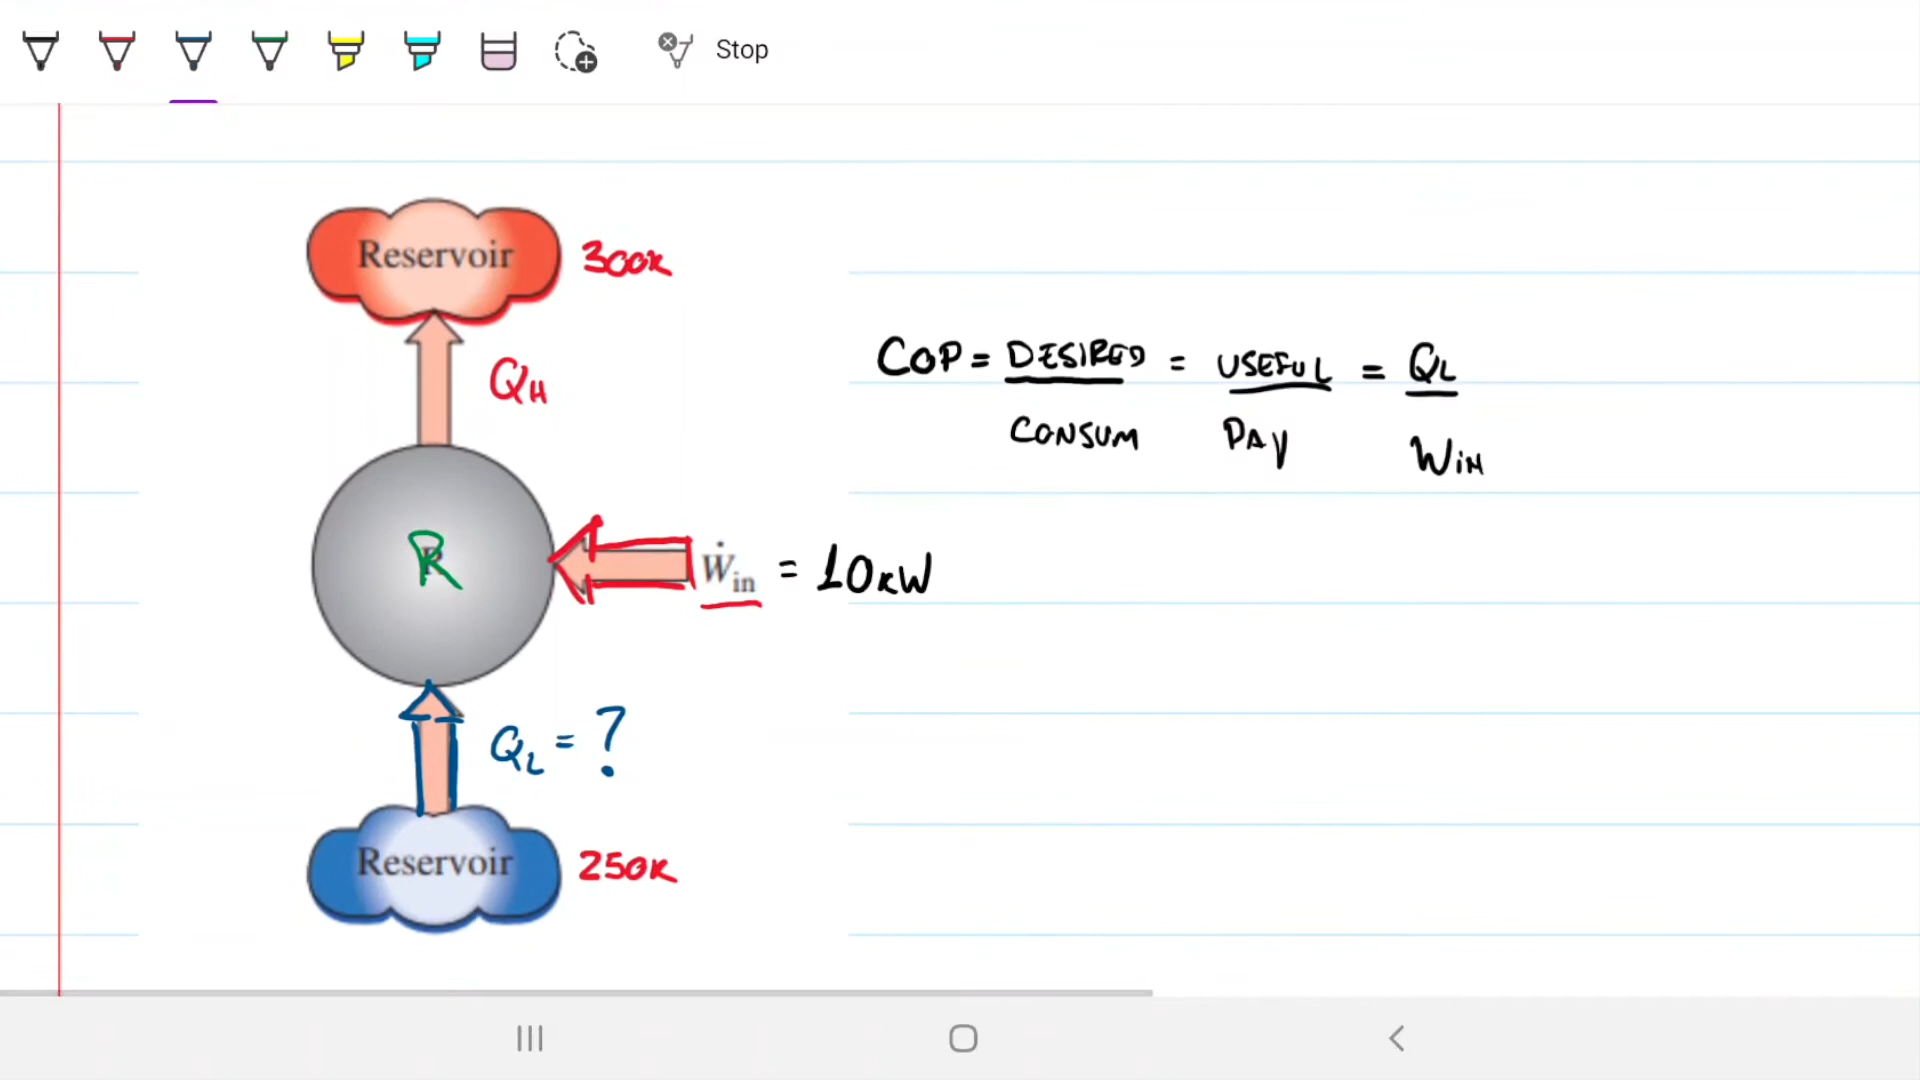 Stop
Reservoir 300K
QH
COP = DESIRED = USEFUL = QL
CONSUM PAY WIN
R
Ẇin = 10KW
QL = ?
Reservoir 250K